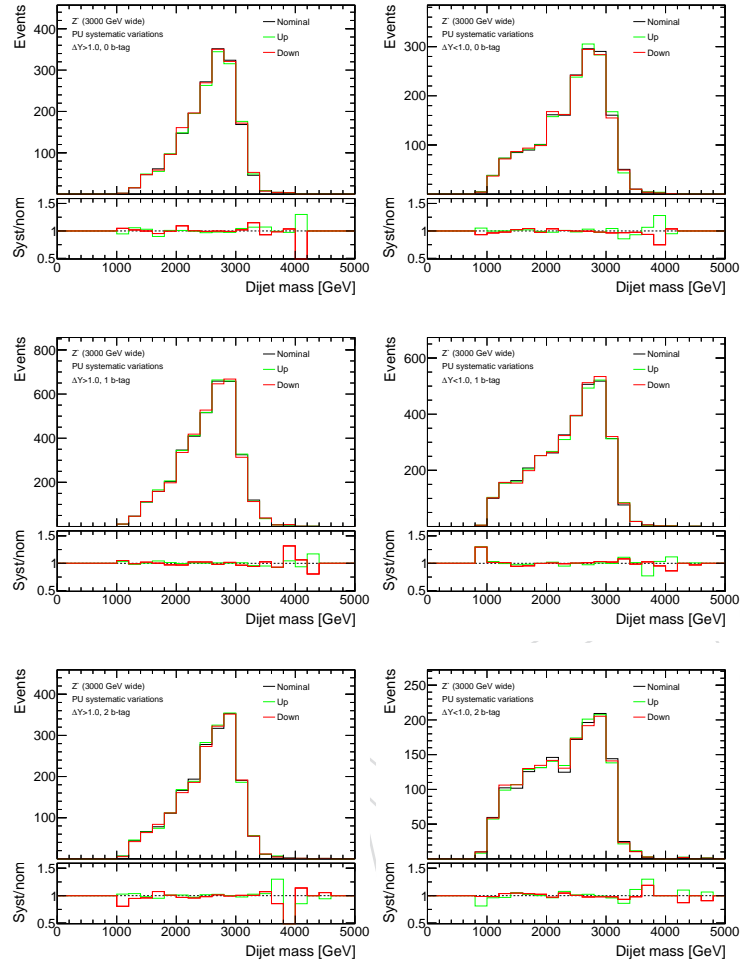 Events
400
300
200
100
Z` (3000 GeV wide)
PU systematic variations
ΔY>1.0, 0 b-tag
Nominal
Up
Down
Syst/nom
1.5
1
0.5
0 1000 2000 3000 4000 5000
Dijet mass [GeV]
Events
300
200
100
Z` (3000 GeV wide)
PU systematic variations
ΔY<1.0, 0 b-tag
Nominal
Up
Down
Syst/nom
1.5
1
0.5
0 1000 2000 3000 4000 5000
Dijet mass [GeV]
Events
800
600
400
200
Z` (3000 GeV wide)
PU systematic variations
ΔY>1.0, 1 b-tag
Nominal
Up
Down
Syst/nom
1.5
1
0.5
0 1000 2000 3000 4000 5000
Dijet mass [GeV]
Events
600
400
200
Z` (3000 GeV wide)
PU systematic variations
ΔY<1.0, 1 b-tag
Nominal
Up
Down
Syst/nom
1.5
1
0.5
0 1000 2000 3000 4000 5000
Dijet mass [GeV]
Events
400
300
200
100
Z` (3000 GeV wide)
PU systematic variations
ΔY>1.0, 2 b-tag
Nominal
Up
Down
Syst/nom
1.5
1
0.5
0 1000 2000 3000 4000 5000
Dijet mass [GeV]
Events
250
200
150
100
50
Z` (3000 GeV wide)
PU systematic variations
ΔY<1.0, 2 b-tag
Nominal
Up
Down
Syst/nom
1.5
1
0.5
0 1000 2000 3000 4000 5000
Dijet mass [GeV]